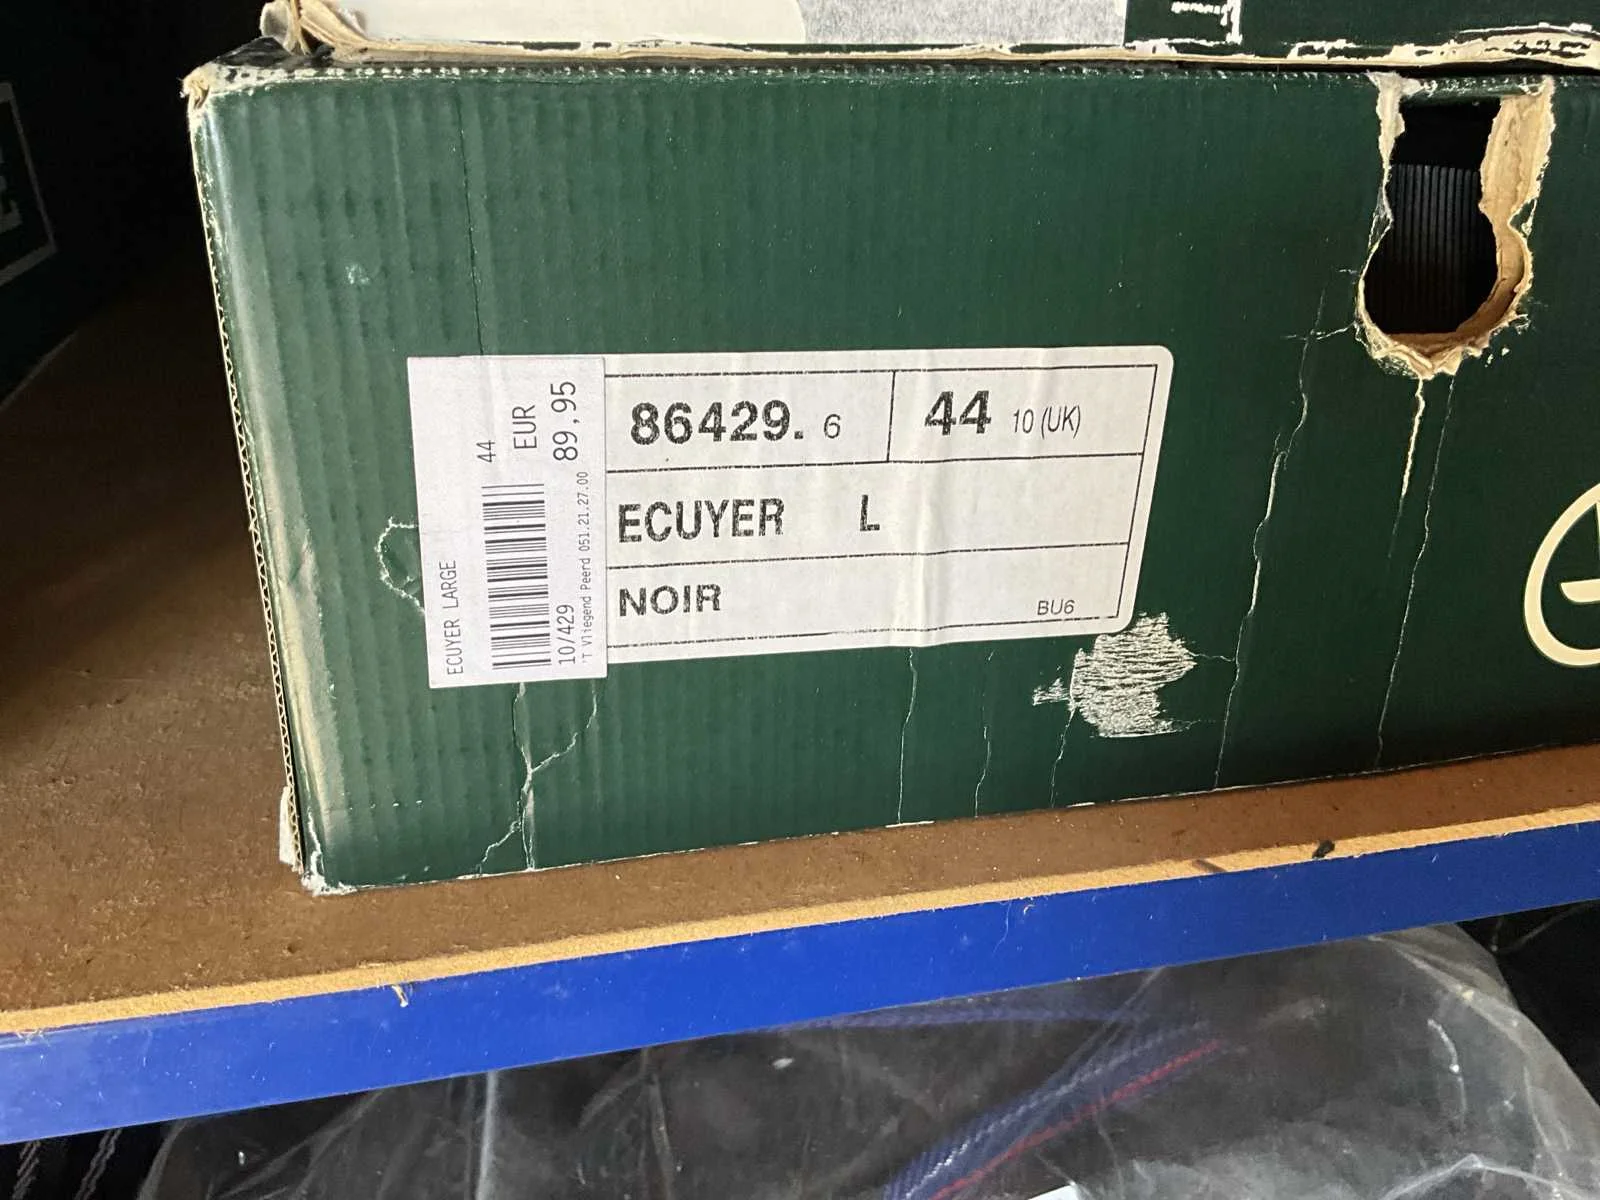 86429. 6
44 10 (UK)
ECUYER L
NOIR
BU6
ECUYER LARGE
44
EUR
89,95
10/429
'T Vliegend Peerd 051.21.27.00